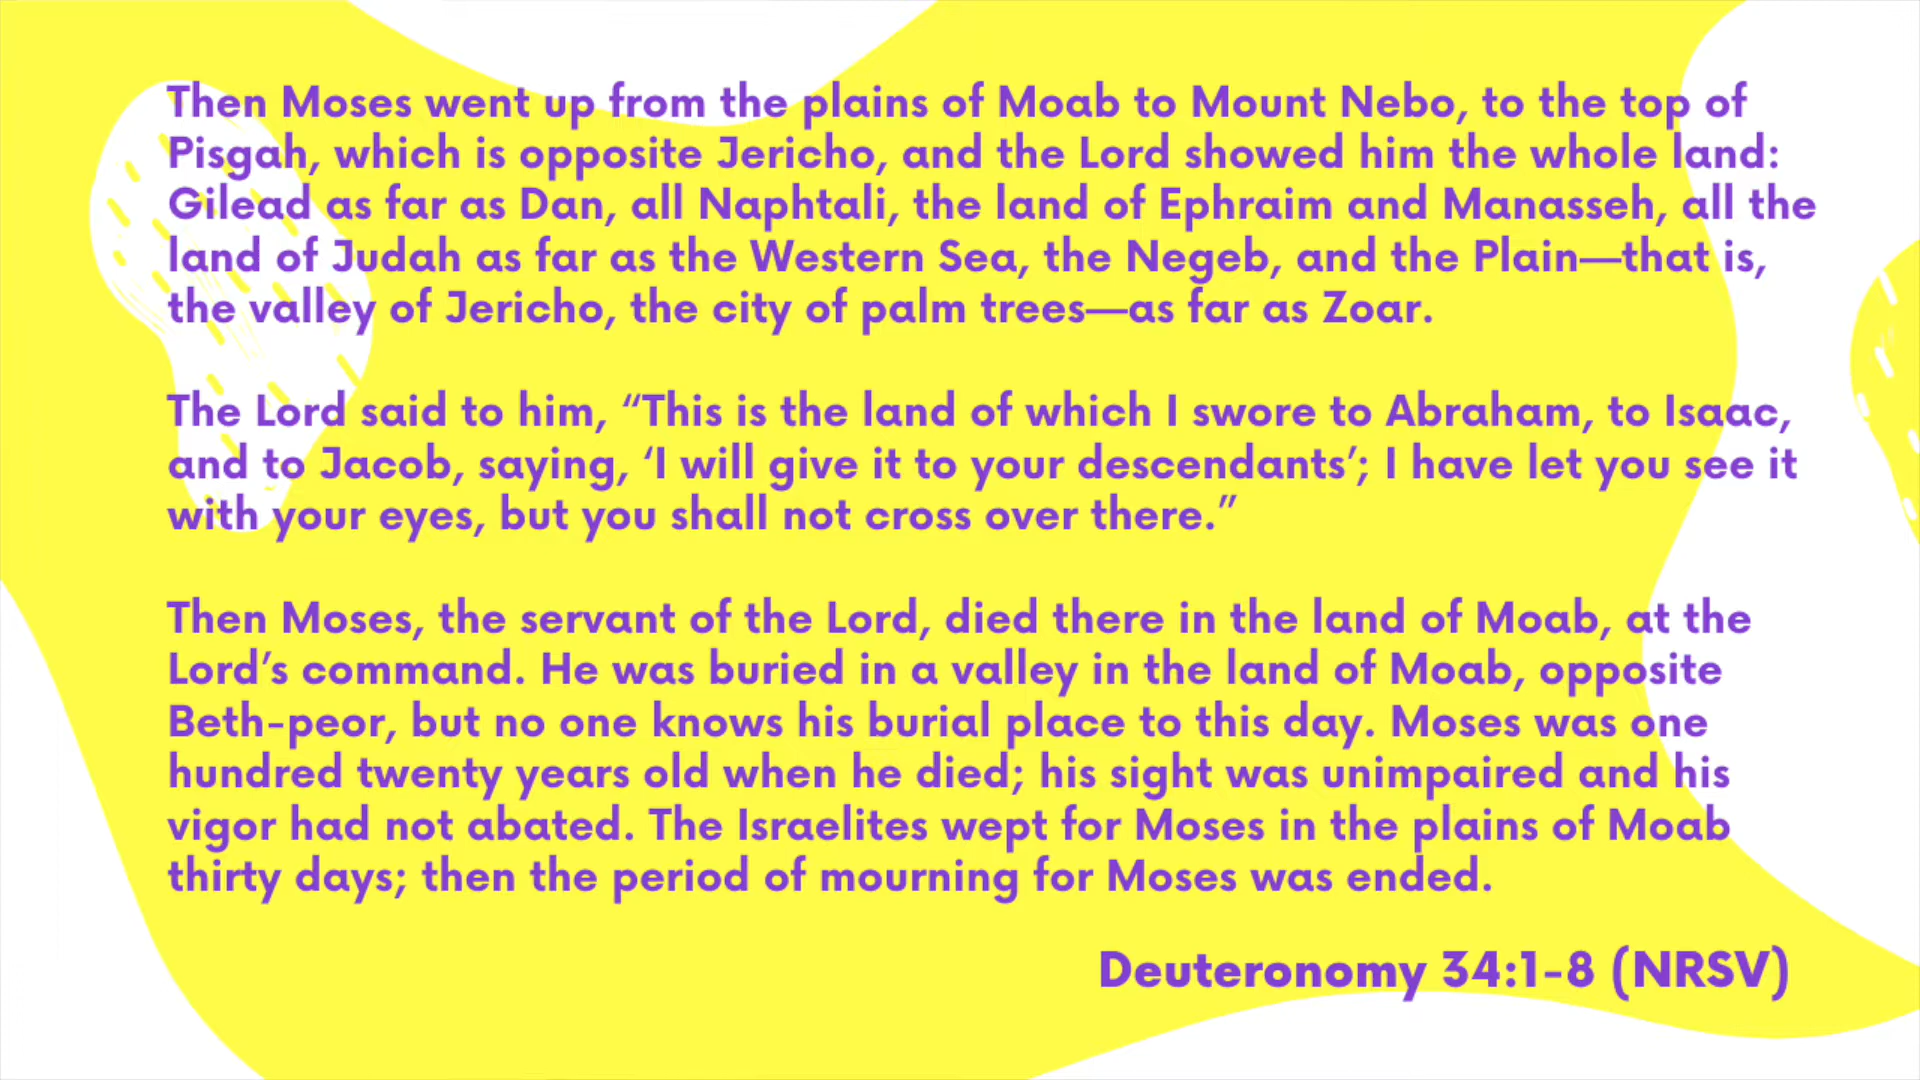 Then Moses went up from the plains of Moab to Mount Nebo, to the top of
Pisgah, which is opposite Jericho, and the Lord showed him the whole land:
Gilead as far as Dan, all Naphtali, the land of Ephraim and Manasseh, all the
land of Judah as far as the Western Sea, the Negeb, and the Plain—that is,
the valley of Jericho, the city of palm trees—as far as Zoar.
The Lord said to him, “This is the land of which I swore to Abraham, to Isaac,
and to Jacob, saying, ‘I will give it to your descendants’; I have let you see it
with your eyes, but you shall not cross over there.”
Then Moses, the servant of the Lord, died there in the land of Moab, at the
Lord’s command. He was buried in a valley in the land of Moab, opposite
Beth-peor, but no one knows his burial place to this day. Moses was one
hundred twenty years old when he died; his sight was unimpaired and his
vigor had not abated. The Israelites wept for Moses in the plains of Moab
thirty days; then the period of mourning for Moses was ended.
Deuteronomy 34:1-8 (NRSV)